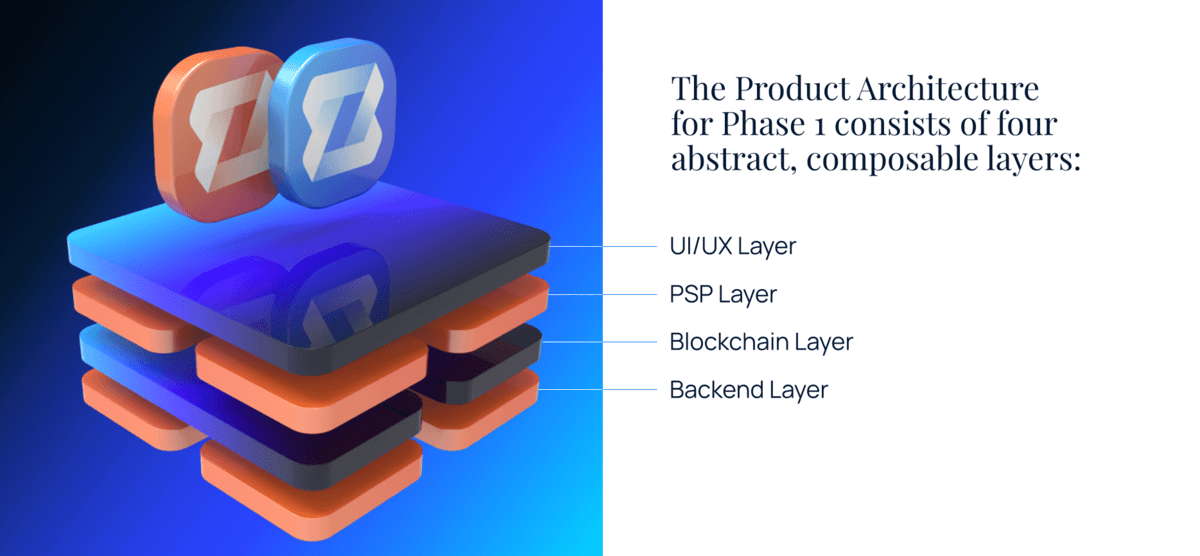 The Product Architecture
for Phase 1 consists of four
abstract, composable layers:
UI/UX Layer
PSP Layer
Blockchain Layer
Backend Layer